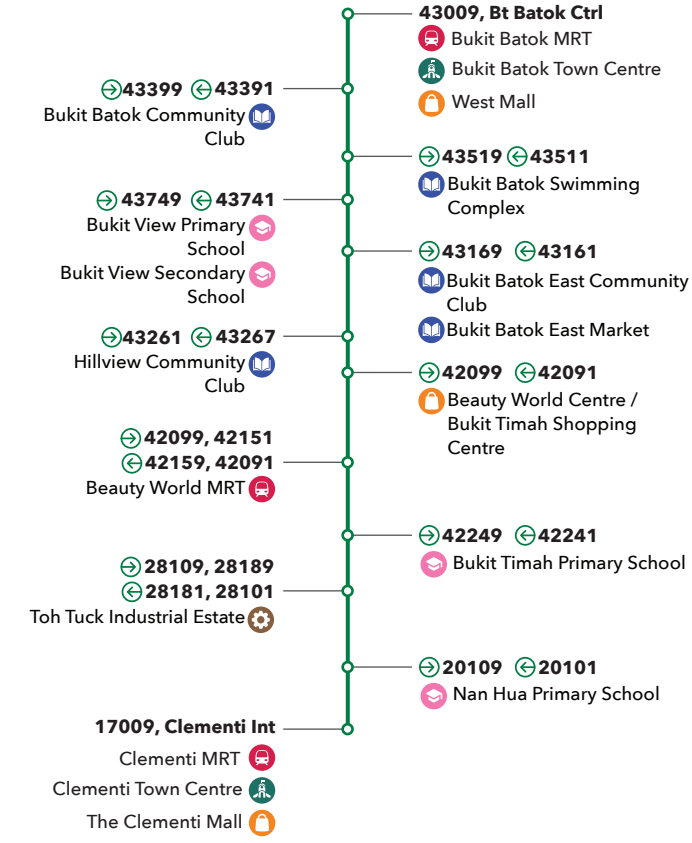 43009, Bt Batok Ctrl
Bukit Batok MRT
Bukit Batok Town Centre
West Mall
43399 43391
Bukit Batok Community
Club
43519 43511
Bukit Batok Swimming
Complex
43749 43741
Bukit View Primary
School
Bukit View Secondary
School
43169 43161
Bukit Batok East Community
Club
Bukit Batok East Market
43261 43267
Hillview Community
Club
42099 42091
Beauty World Centre /
Bukit Timah Shopping
Centre
42099, 42151
42159, 42091
Beauty World MRT
42249 42241
Bukit Timah Primary School
28109, 28189
28181, 28101
Toh Tuck Industrial Estate
20109 20101
Nan Hua Primary School
17009, Clementi Int
Clementi MRT
Clementi Town Centre
The Clementi Mall